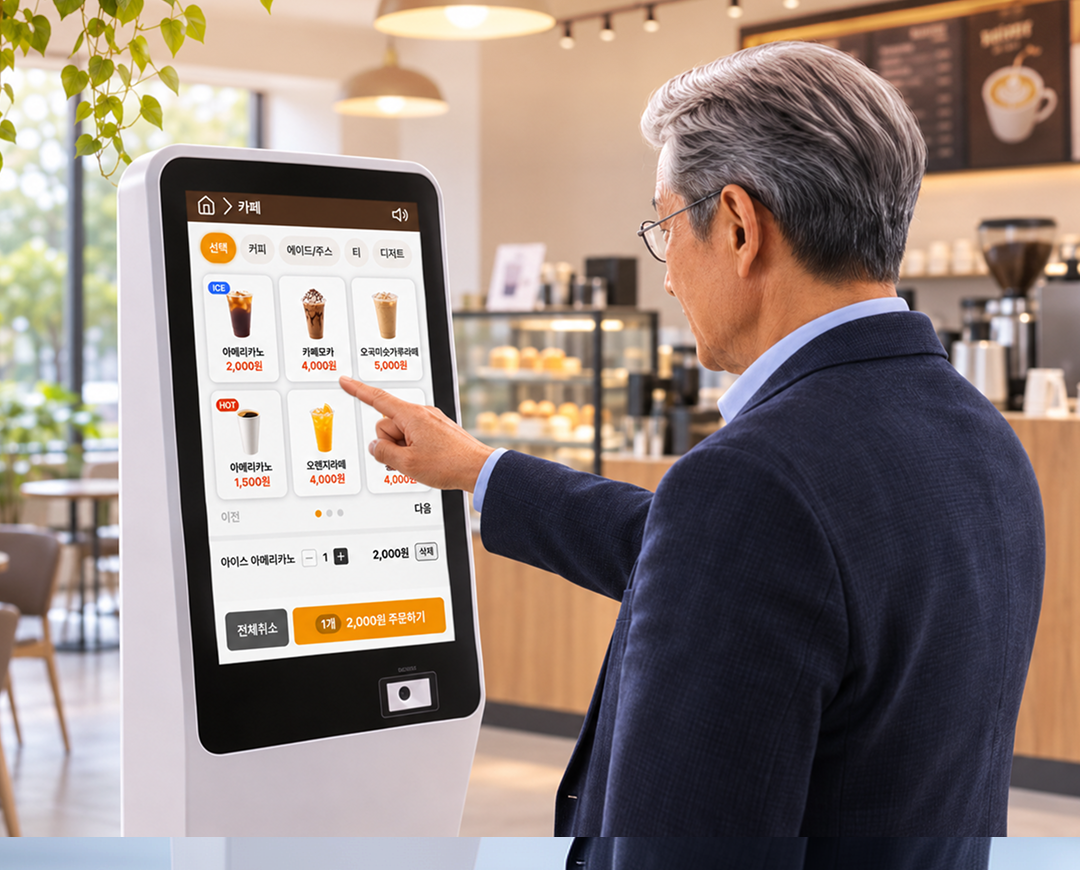 카페
선택 커피 에이드/주스 티 디저트
ICE
아메리카노 카페모카 오곡미숫가루라떼
2,000원 4,000원 5,000원
HOT
아메리카노 오렌지라떼
1,500원 4,000원 4,000원
이전 다음
아이스 아메리카노 − 1 + 2,000원 삭제
전체취소 1개 2,000원 주문하기